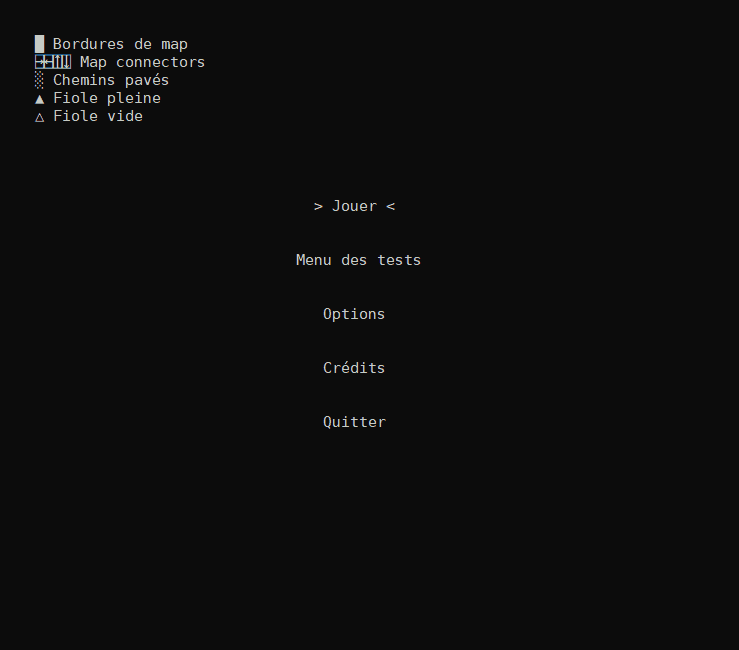 █ Bordures de map
Map connectors
░ Chemins pavés
▲ Fiole pleine
△ Fiole vide
> Jouer <
Menu des tests
Options
Crédits
Quitter